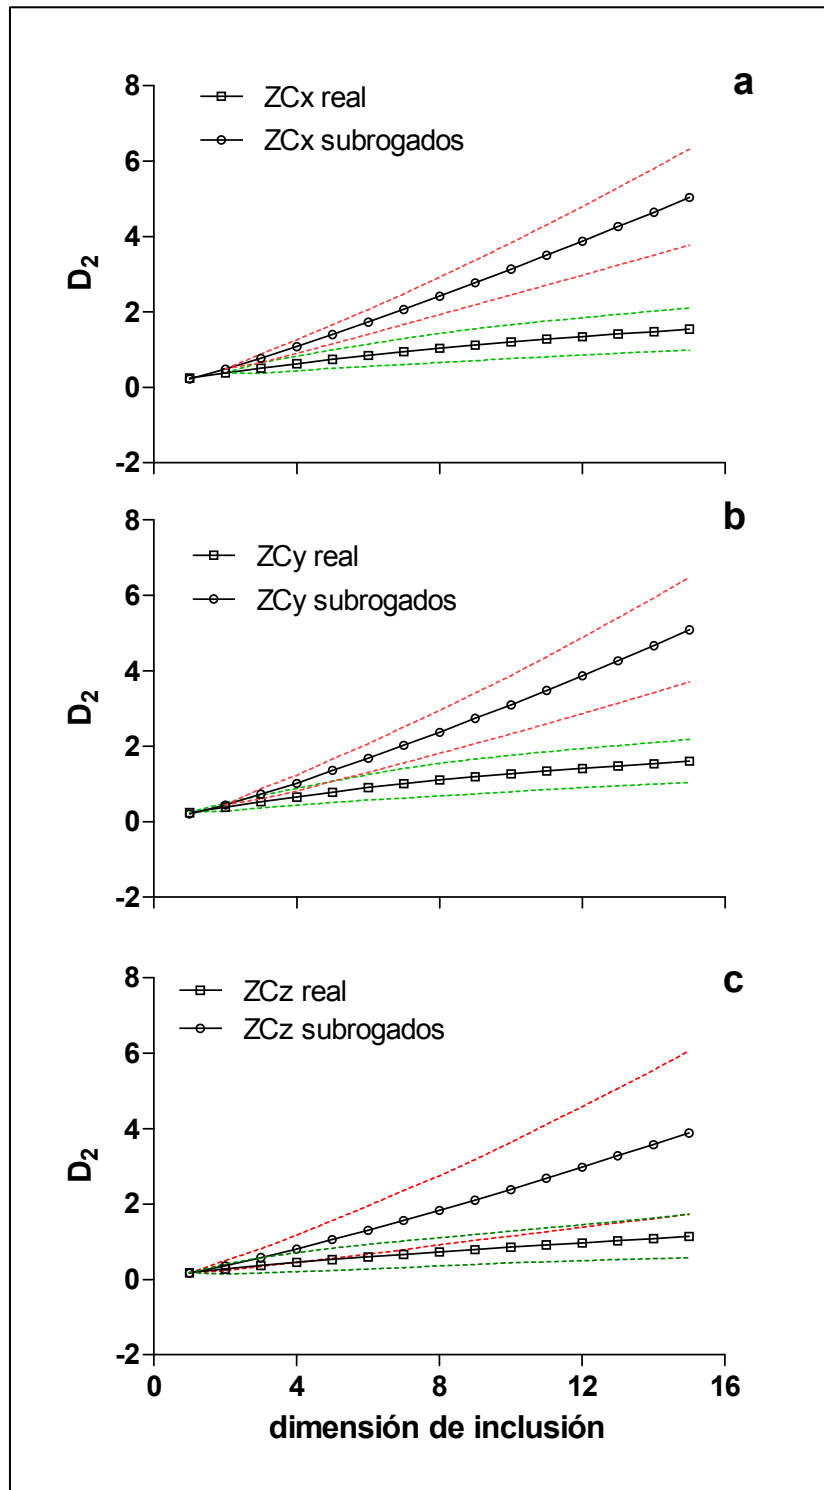 a
8
6
4
2
0
-2
D₂
ZCx real
ZCx subrogados
b
8
6
4
2
0
-2
D₂
ZCy real
ZCy subrogados
c
8
6
4
2
0
-2
D₂
ZCz real
ZCz subrogados
0 4 8 12 16
dimensión de inclusión